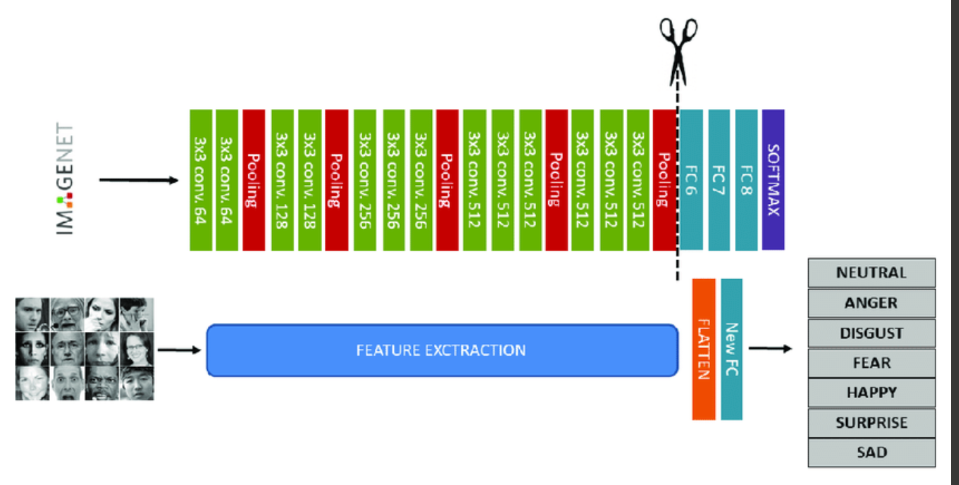 IMAGENET
3x3 conv. 64
3x3 conv. 64
Pooling
3x3 conv. 128
3x3 conv. 128
Pooling
3x3 conv. 256
3x3 conv. 256
3x3 conv. 256
Pooling
3x3 conv. 512
3x3 conv. 512
3x3 conv. 512
Pooling
3x3 conv. 512
3x3 conv. 512
3x3 conv. 512
Pooling
FC 6
FC 7
FC 8
SOFTMAX
FEATURE EXCTRACTION
FLATTEN
New FC
NEUTRAL
ANGER
DISGUST
FEAR
HAPPY
SURPRISE
SAD